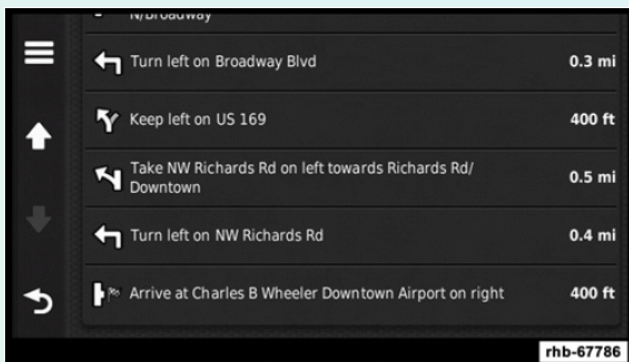 N/Broadway
Turn left on Broadway Blvd 0.3 mi
Keep left on US 169 400 ft
Take NW Richards Rd on left towards Richards Rd/
Downtown 0.5 mi
Turn left on NW Richards Rd 0.4 mi
Arrive at Charles B Wheeler Downtown Airport on right 400 ft
rhb-67786